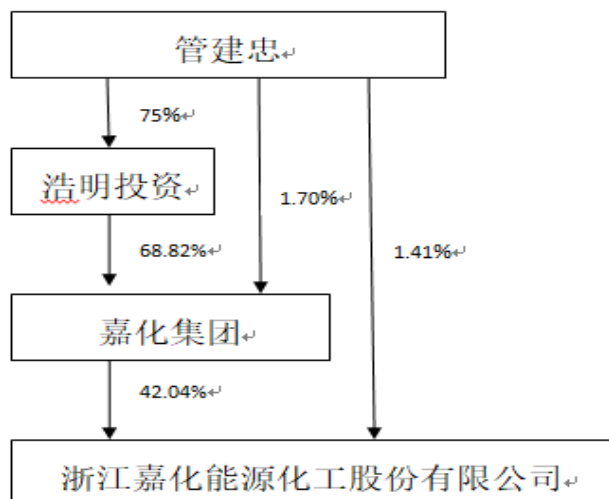 管建忠
75%
浩明投资
1.70%
68.82%
1.41%
嘉化集团
42.04%
浙江嘉化能源化工股份有限公司